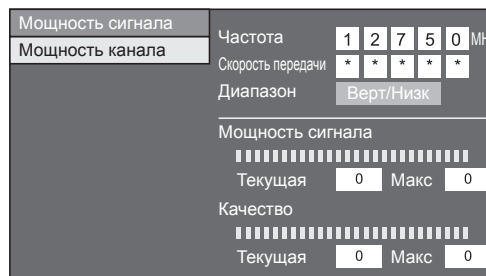 Мощность сигнала
Мощность канала
Частота 1 2 7 5 0
Скорость передачи * * * * *
Диапазон Верт/Низк
Мощность сигнала
Текущая 0 Макс 0
Качество
Текущая 0 Макс 0